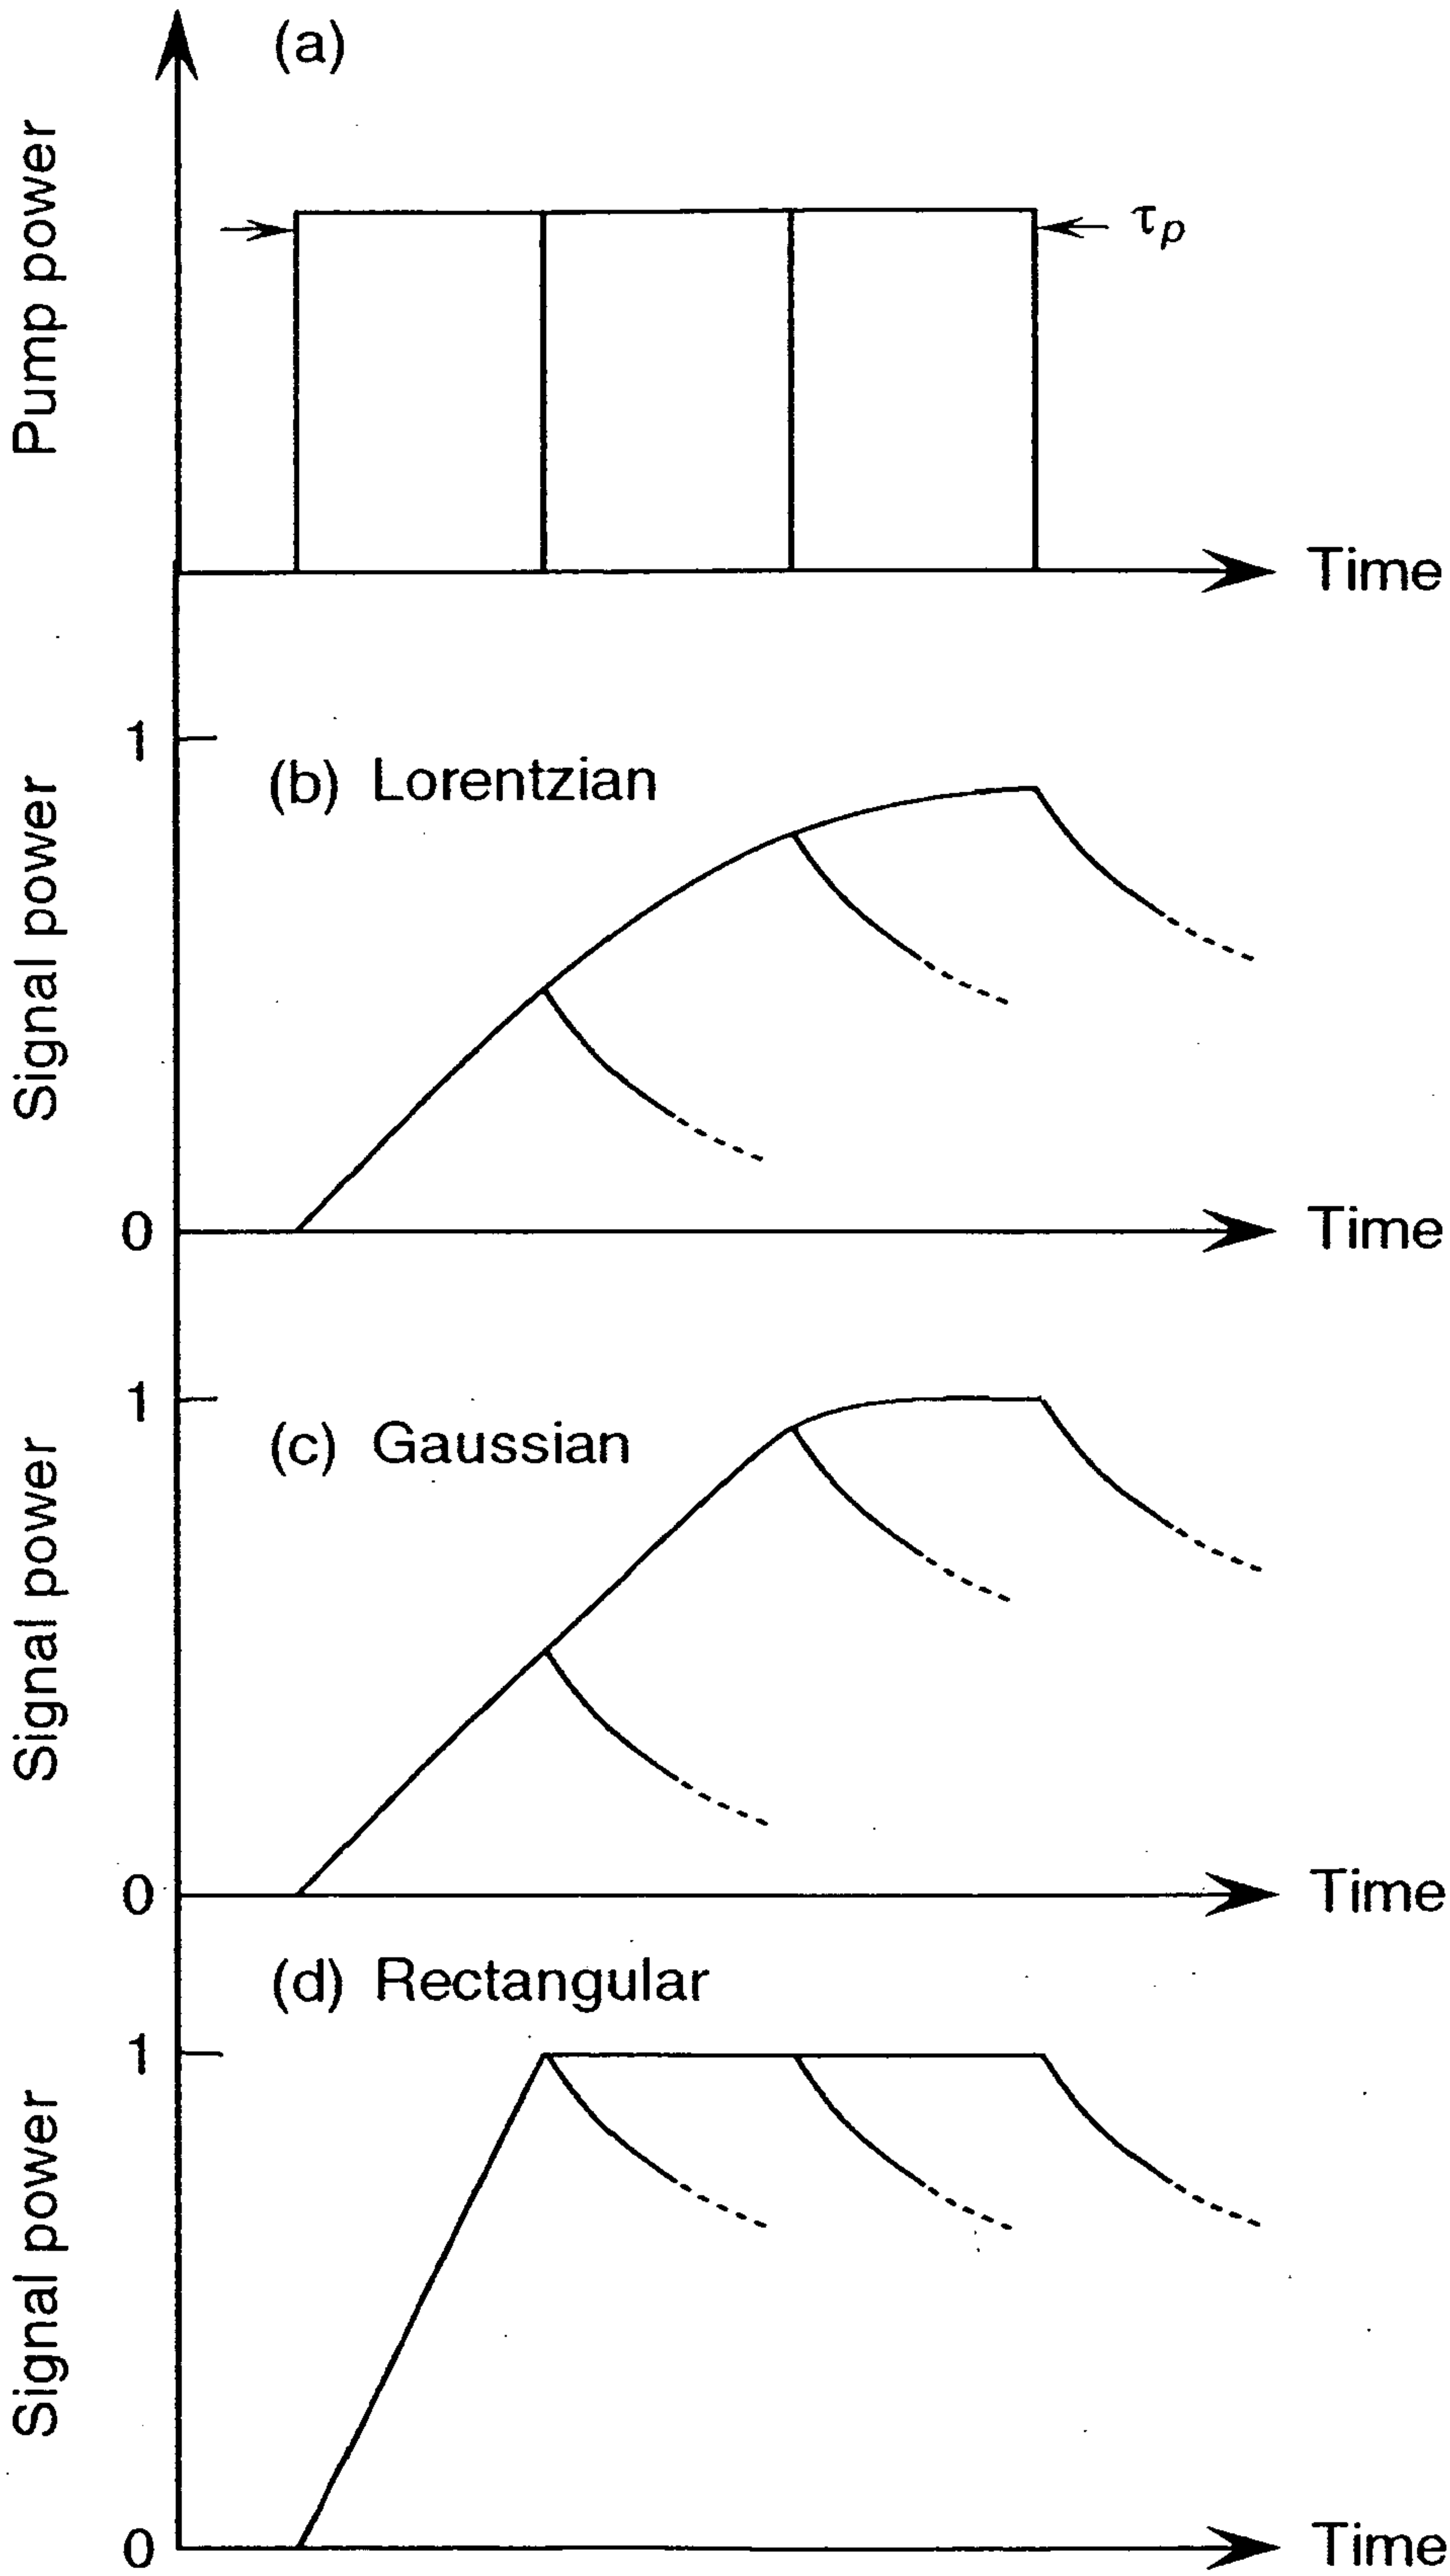 (a)
Pump power
τp
Time
1
(b) Lorentzian
Signal power
0
Time
1
(c) Gaussian
Signal power
0
Time
(d) Rectangular
1
Signal power
0
Time